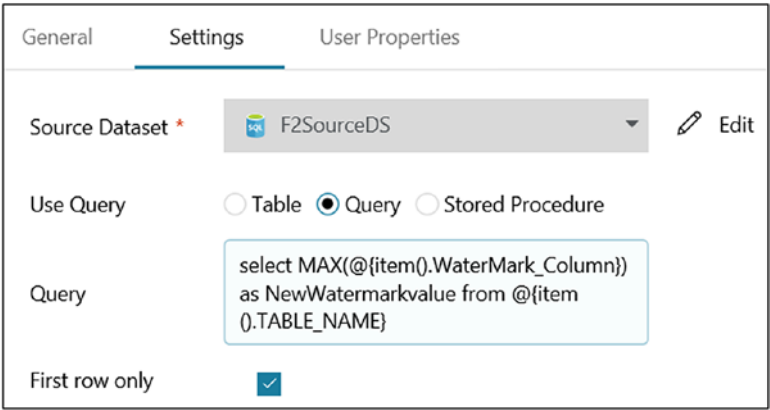 General Settings User Properties
Source Dataset * SQL F2SourceDS Edit
Use Query Table Query Stored Procedure
select MAX(@{item().WaterMark_Column})
Query as NewWatermarkvalue from @{item
().TABLE_NAME}
First row only